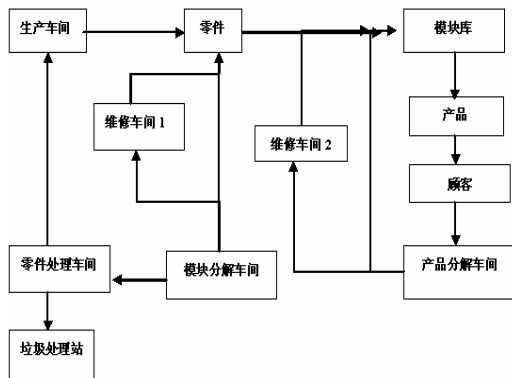 生产车间
零件
模块库
维修车间 1
维修车间 2
产品
顾客
零件处理车间
模块分解车间
产品分解车间
垃圾处理站